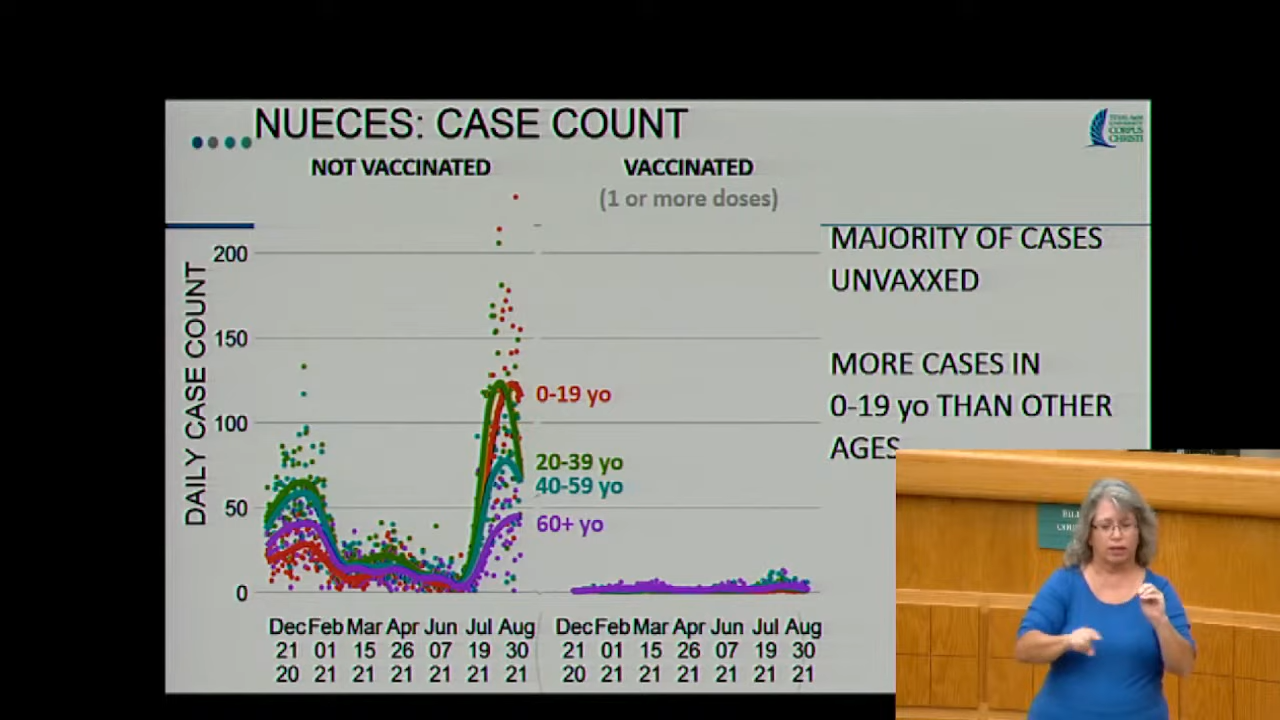 NUECES: CASE COUNT
TEXAS A&M
UNIVERSITY
CORPUS
CHRISTI
NOT VACCINATED
VACCINATED
(1 or more doses)
DAILY CASE COUNT
200
150
100
50
0
0-19 yo
20-39 yo
40-59 yo
60+ yo
Dec Feb Mar Apr Jun Jul Aug
21 01 15 26 07 19 30
20 21 21 21 21 21 21
Dec Feb Mar Apr Jun Jul Aug
21 01 15 26 07 19 30
20 21 21 21 21 21 21
MAJORITY OF CASES
UNVAXXED
MORE CASES IN
0-19 yo THAN OTHER
AGES